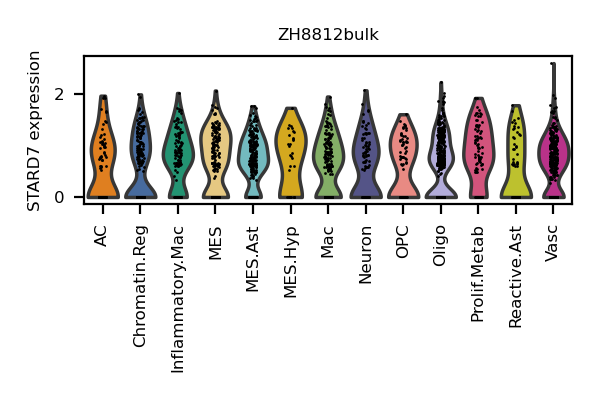 ZH8812bulk
STARD7 expression
2
0
AC
Chromatin.Reg
Inflammatory.Mac
MES
MES.Ast
MES.Hyp
Mac
Neuron
OPC
Oligo
Prolif.Metab
Reactive.Ast
Vasc